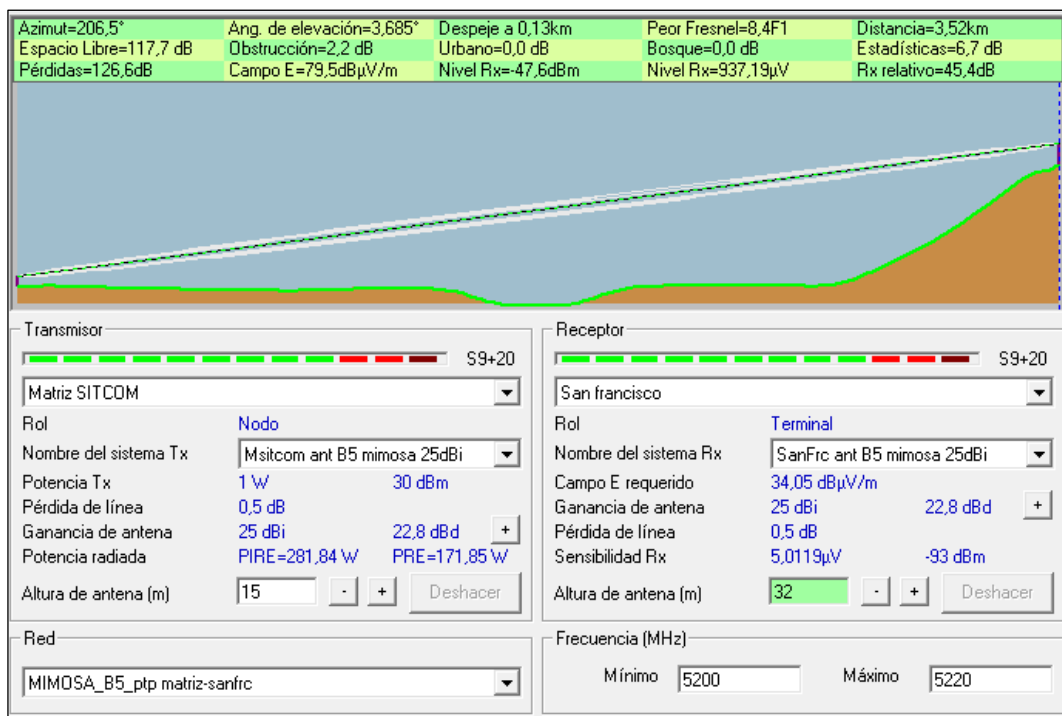 Azimut=206,5° Ang. de elevación=3,685° Despeje a 0,13km Peor Fresnel=8,4F1 Distancia=3,52km
Espacio Libre=117,7 dB Obstrucción=2,2 dB Urbano=0,0 dB Bosque=0,0 dB Estadísticas=6,7 dB
Pérdidas=126,6dB Campo E=79,5dBµV/m Nivel Rx=-47,6dBm Nivel Rx=937,19µV Rx relativo=45,4dB
Transmisor
S9+20
Matriz SITCOM
Rol Nodo
Nombre del sistema Tx Msitcom ant B5 mimosa 25dBi
Potencia Tx 1 W 30 dBm
Pérdida de línea 0,5 dB
Ganancia de antena 25 dBi 22,8 dBd +
Potencia radiada PIRE=281,84 W PRE=171,85 W
Altura de antena (m) 15 - + Deshacer
Receptor
S9+20
San francisco
Rol Terminal
Nombre del sistema Rx SanFrc ant B5 mimosa 25dBi
Campo E requerido 34,05 dBµV/m
Ganancia de antena 25 dBi 22,8 dBd +
Pérdida de línea 0,5 dB
Sensibilidad Rx 5,0119µV -93 dBm
Altura de antena (m) 32 - + Deshacer
Red
MIMOSA_B5_ptp matriz-sanfrc
Frecuencia (MHz)
Mínimo 5200 Máximo 5220